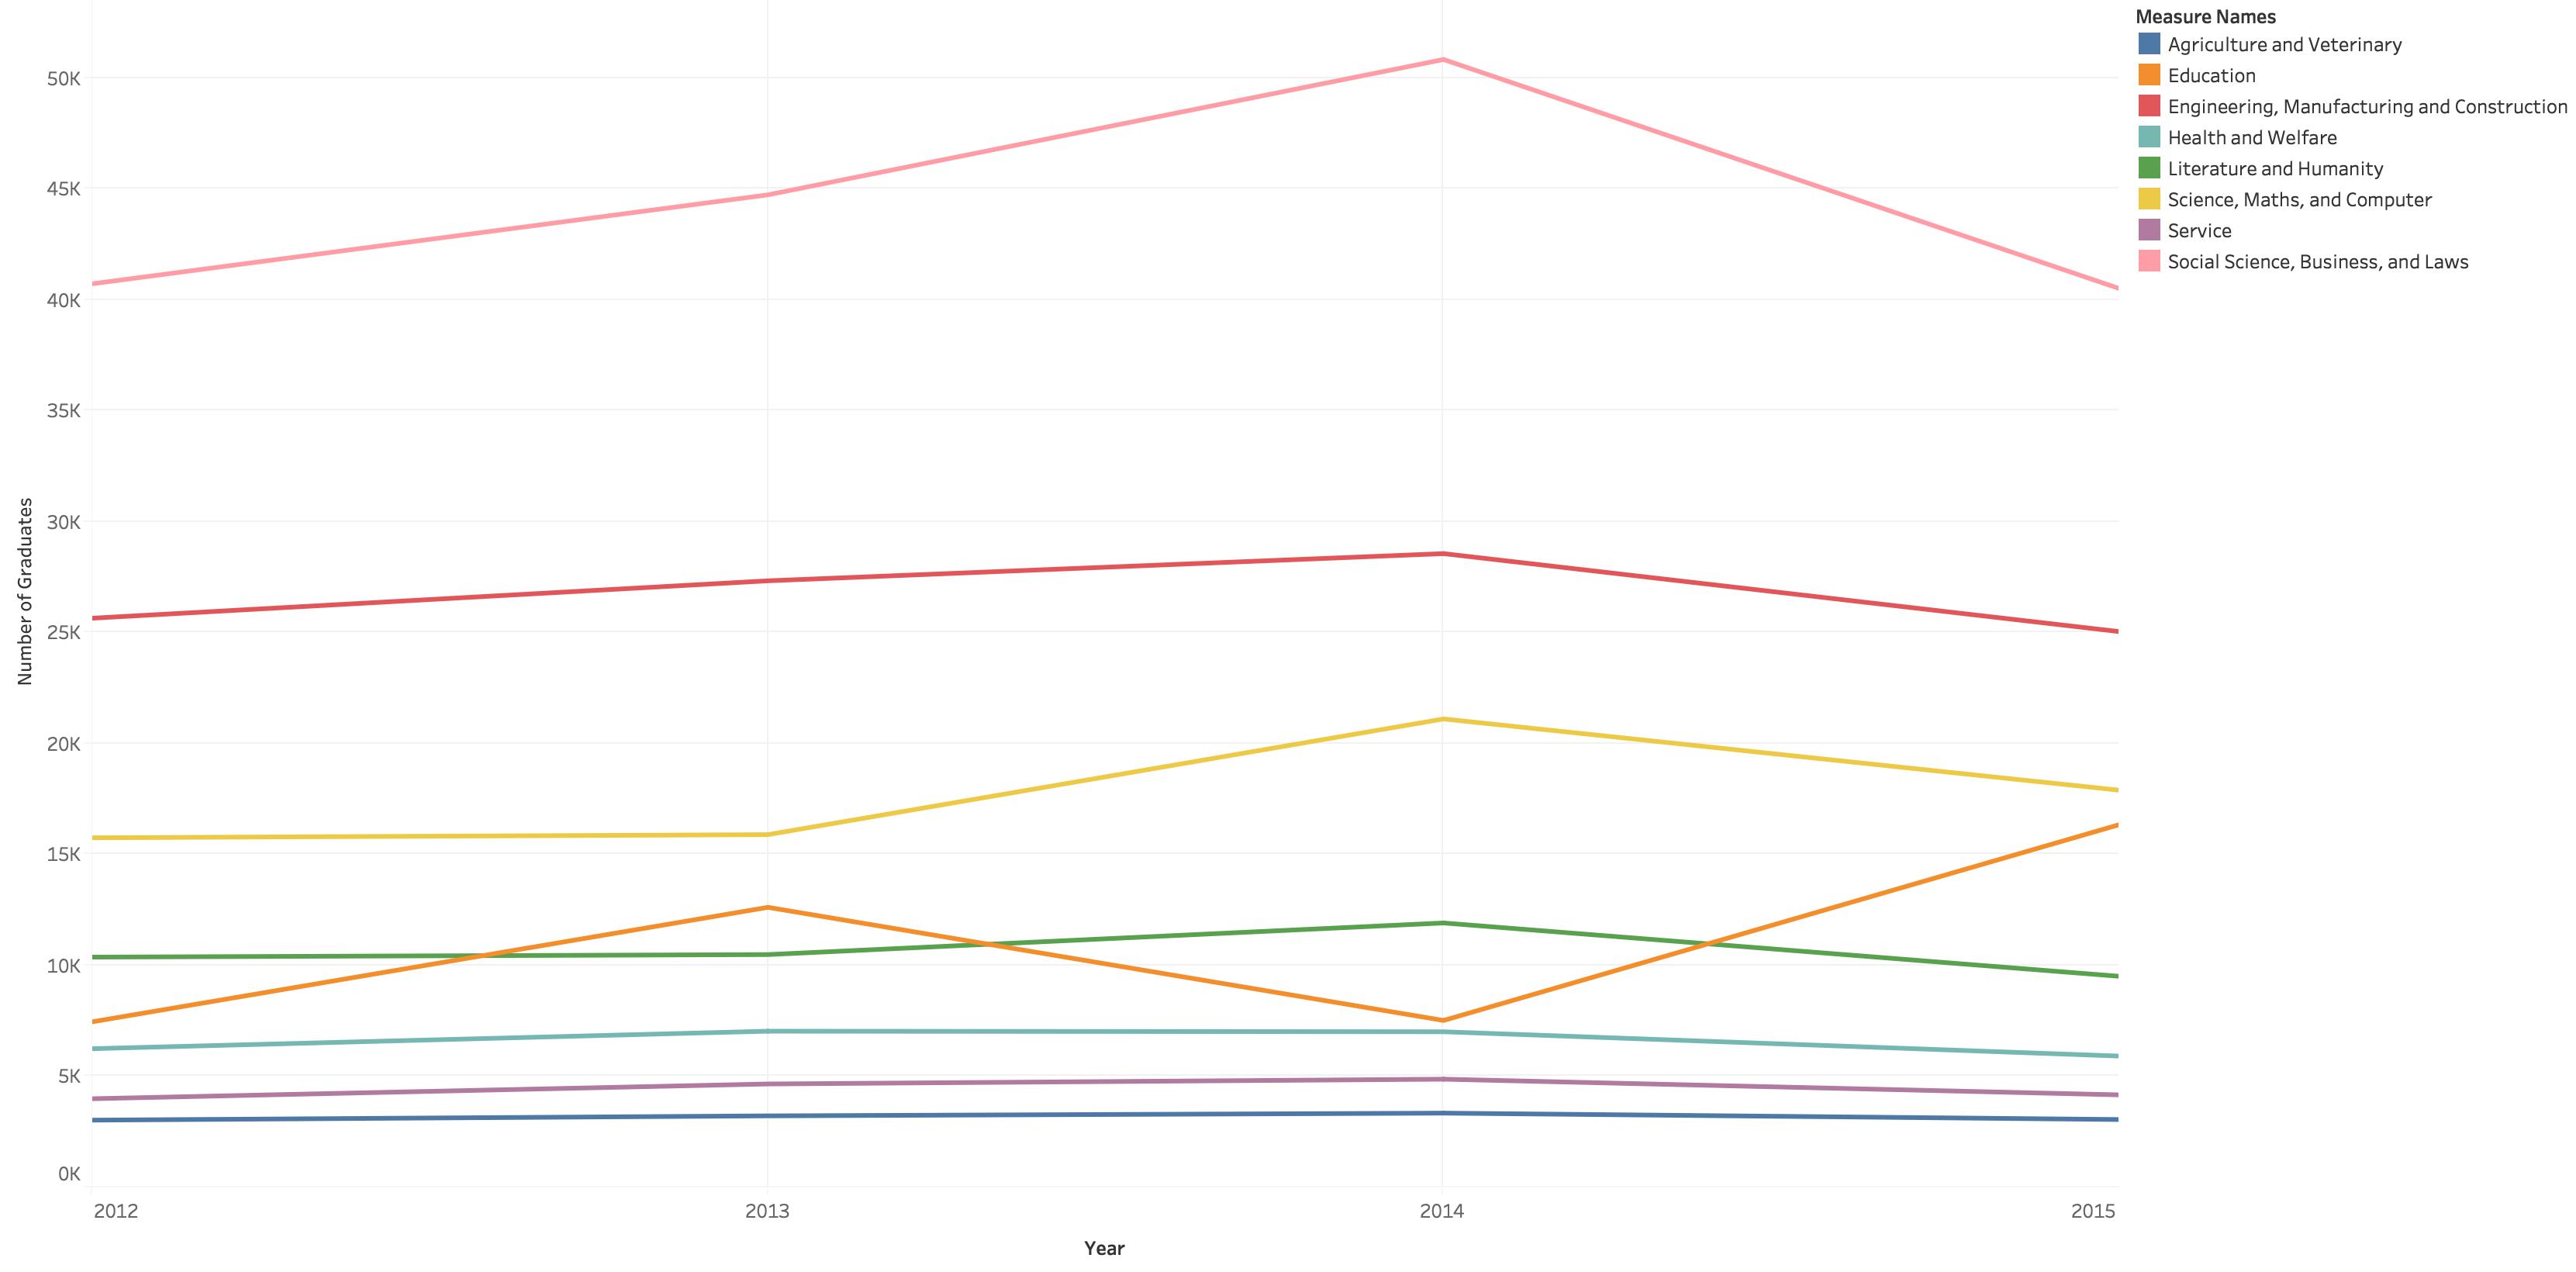 Measure Names
Agriculture and Veterinary
Education
Engineering, Manufacturing and Construction
Health and Welfare
Literature and Humanity
Science, Maths, and Computer
Service
Social Science, Business, and Laws
Number of Graduates
50K
45K
40K
35K
30K
25K
20K
15K
10K
5K
0K
2012 2013 2014 2015
Year